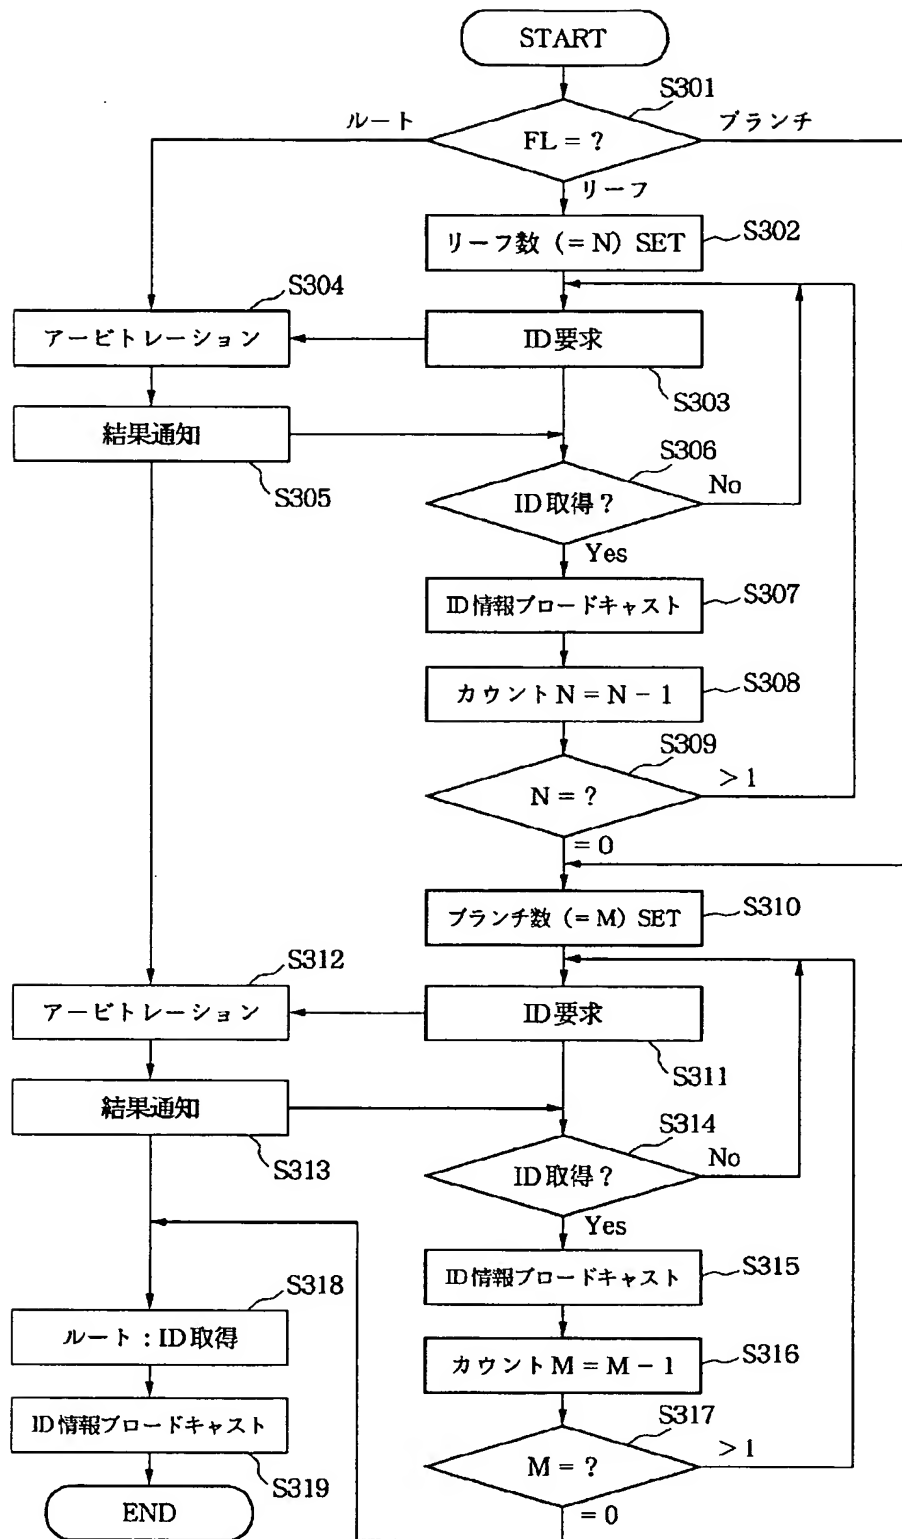 START
S301
ルート
ブランチ
FL = ?
リーフ
リーフ数 (= N) SET
S302
S304
アービトレーション
ID要求
S303
結果通知
S305
S306
ID取得?
No
Yes
ID情報ブロードキャスト
S307
カウント N = N - 1
S308
S309
N = ?
> 1
= 0
ブランチ数 (= M) SET
S310
S312
アービトレーション
ID要求
S311
結果通知
S313
S314
ID取得?
No
Yes
ID情報ブロードキャスト
S315
S318
ルート : ID取得
カウント M = M - 1
S316
ID情報ブロードキャスト
S319
S317
M = ?
> 1
= 0
END